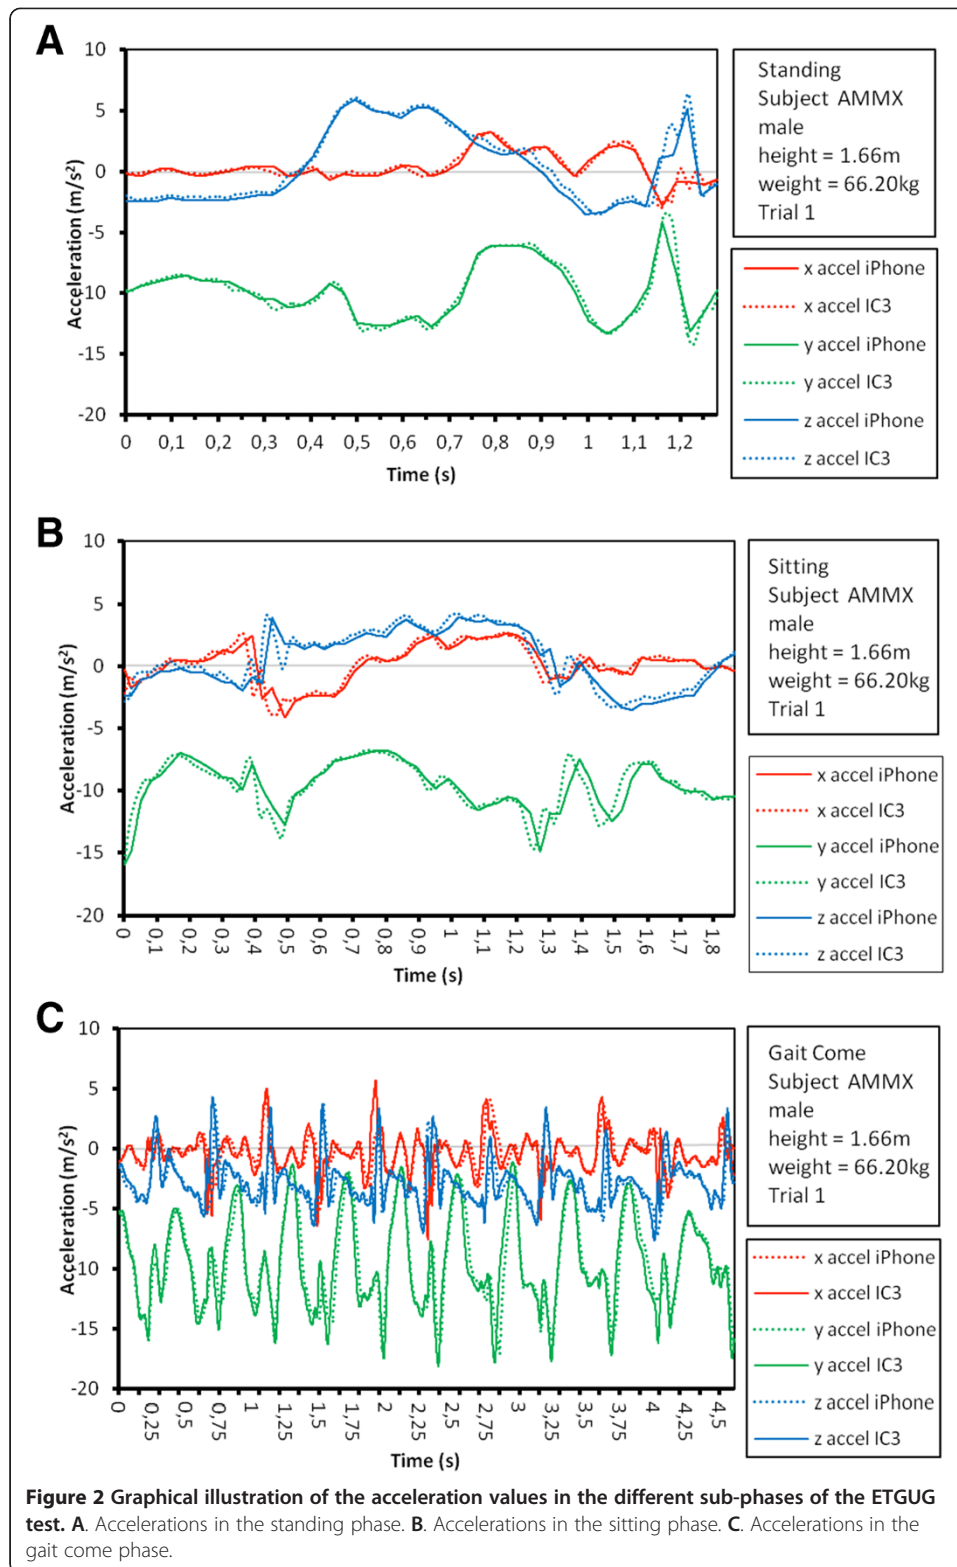 A
10
5
0
-5
-10
-15
-20
Acceleration (m/s²)
0 0,1 0,2 0,3 0,4 0,5 0,6 0,7 0,8 0,9 1 1,1 1,2
Time (s)
Standing
Subject AMMX
male
height = 1.66m
weight = 66.20kg
Trial 1
x accel iPhone
x accel IC3
y accel iPhone
y accel IC3
z accel iPhone
z accel IC3
B
10
5
0
-5
-10
-15
-20
Acceleration (m/s²)
0 0,1 0,2 0,3 0,4 0,5 0,6 0,7 0,8 0,9 1 1,1 1,2 1,3 1,4 1,5 1,6 1,7 1,8
Time (s)
Sitting
Subject AMMX
male
height = 1.66m
weight = 66.20kg
Trial 1
x accel iPhone
x accel IC3
y accel iPhone
y accel IC3
z accel iPhone
z accel IC3
C
10
5
0
-5
-10
-15
-20
Acceleration (m/s²)
0 0,25 0,5 0,75 1 1,25 1,5 1,75 2 2,25 2,5 2,75 3 3,25 3,5 3,75 4 4,25 4,5
Time (s)
Gait Come
Subject AMMX
male
height = 1.66m
weight = 66.20kg
Trial 1
x accel iPhone
x accel IC3
y accel iPhone
y accel IC3
z accel iPhone
z accel IC3
Figure 2 Graphical illustration of the acceleration values in the different sub-phases of the ETGUG
test. A. Accelerations in the standing phase. B. Accelerations in the sitting phase. C. Accelerations in the
gait come phase.